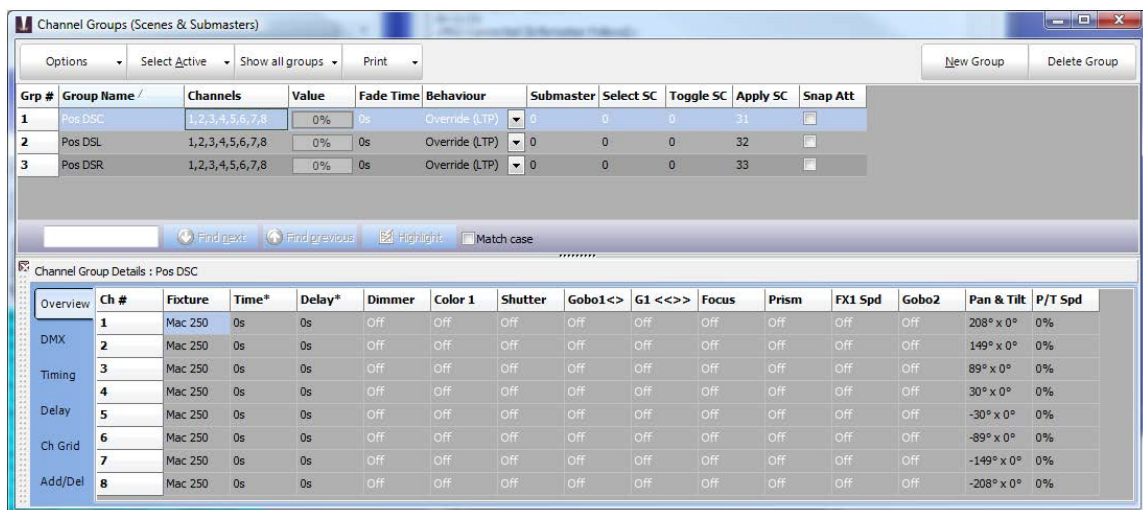 Channel Groups (Scenes & Submasters)
Options Select Active Show all groups Print New Group Delete Group
Grp # Group Name Channels Value Fade Time Behaviour Submaster Select SC Toggle SC Apply SC Snap Att
1 Pos DSC 1,2,3,4,5,6,7,8 0% 0s Override (LTP) 0 0 0 31
2 Pos DSL 1,2,3,4,5,6,7,8 0% 0s Override (LTP) 0 0 0 32
3 Pos DSR 1,2,3,4,5,6,7,8 0% 0s Override (LTP) 0 0 0 33
Find next Find previous Highlight Match case
Channel Group Details : Pos DSC
Overview Ch # Fixture Time* Delay* Dimmer Color 1 Shutter Gobo1<> G1 <<>> Focus Prism FX1 Spd Gobo2 Pan & Tilt P/T Spd
1 Mac 250 0s 0s Off Off Off Off Off Off Off Off Off 208° x 0° 0%
DMX 2 Mac 250 0s 0s Off Off Off Off Off Off Off Off Off 149° x 0° 0%
Timing 3 Mac 250 0s 0s Off Off Off Off Off Off Off Off Off 89° x 0° 0%
4 Mac 250 0s 0s Off Off Off Off Off Off Off Off Off 30° x 0° 0%
Delay 5 Mac 250 0s 0s Off Off Off Off Off Off Off Off Off -30° x 0° 0%
Ch Grid 6 Mac 250 0s 0s Off Off Off Off Off Off Off Off Off -89° x 0° 0%
7 Mac 250 0s 0s Off Off Off Off Off Off Off Off Off -149° x 0° 0%
Add/Del 8 Mac 250 0s 0s Off Off Off Off Off Off Off Off Off -208° x 0° 0%